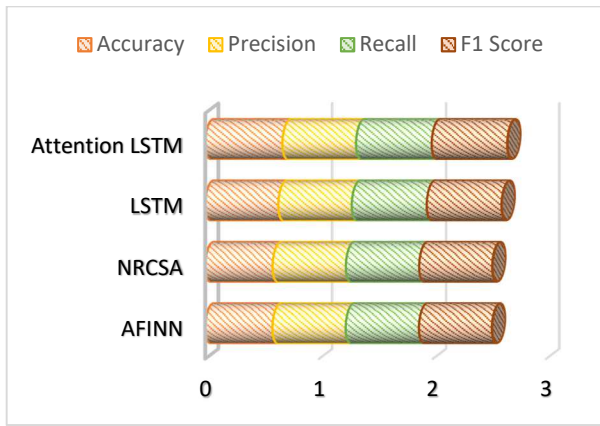 Accuracy Precision Recall F1 Score
Attention LSTM
LSTM
NRCSA
AFINN
0 1 2 3